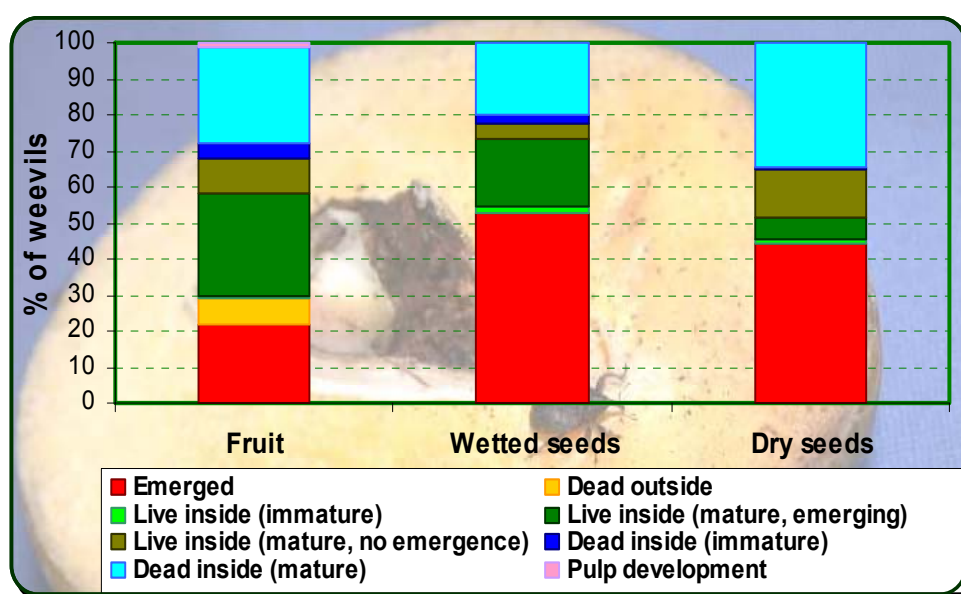 % of weevils
100
90
80
70
60
50
40
30
20
10
0
Fruit Wetted seeds Dry seeds
Emerged Dead outside
Live inside (immature) Live inside (mature, emerging)
Live inside (mature, no emergence) Dead inside (immature)
Dead inside (mature) Pulp development